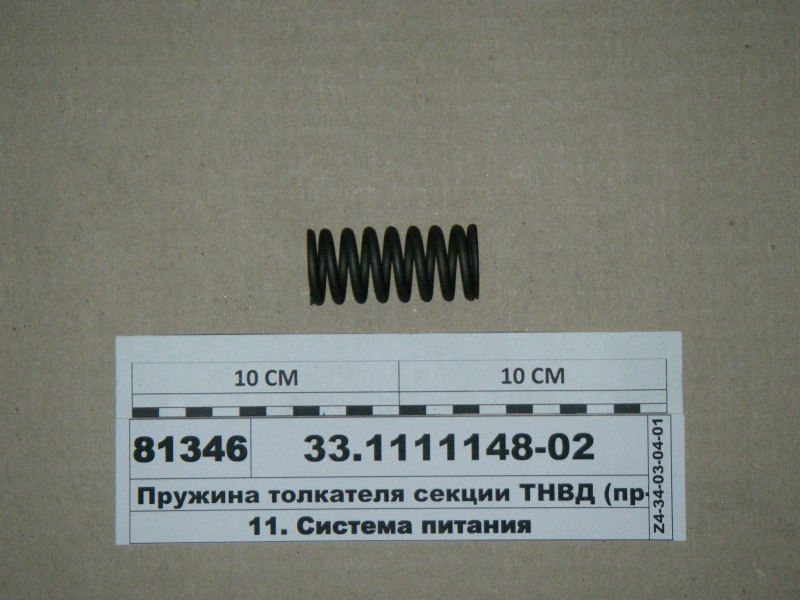 10 СМ 10 СМ
81346 33.1111148-02
Пружина толкателя секции ТНВД (пр-
11. Система питания
Z4-34-03-04-01